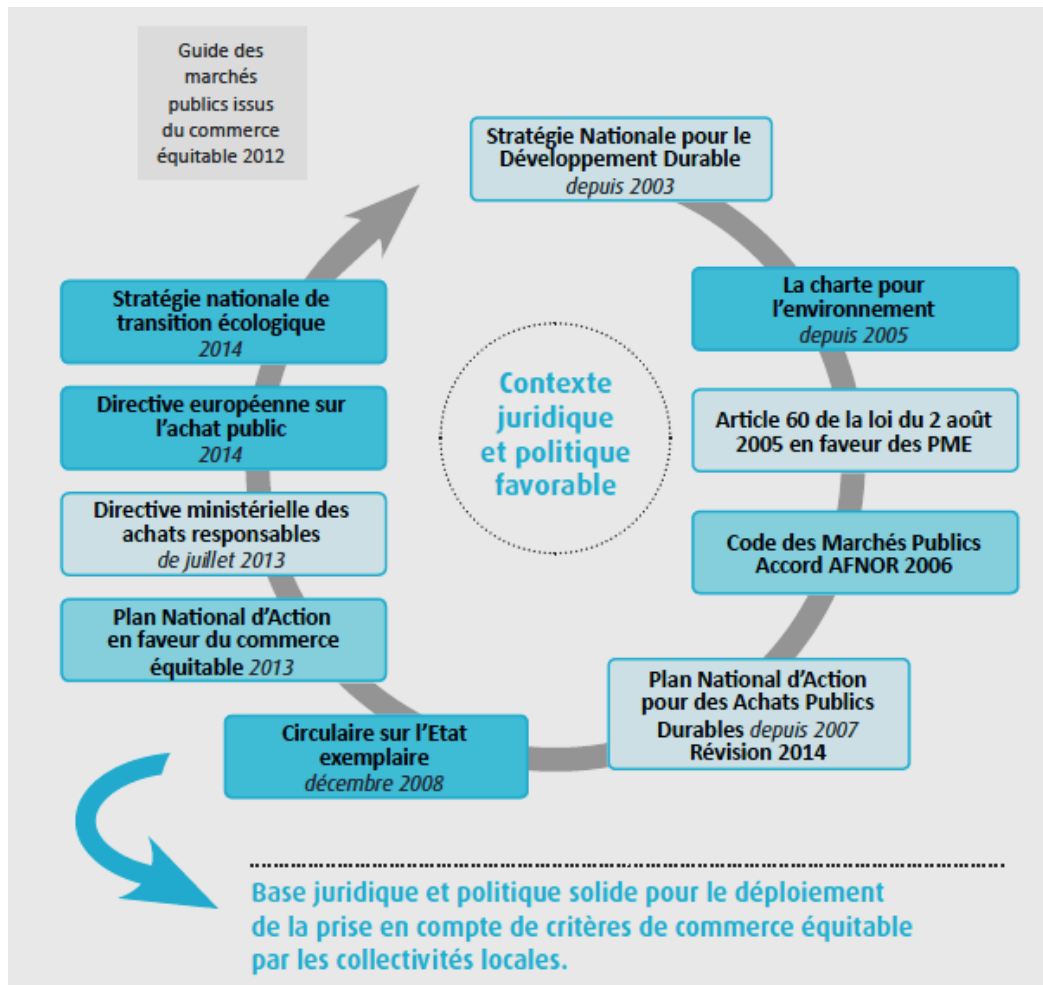 Guide des
marchés
publics issus
du commerce
équitable 2012
Stratégie Nationale pour le
Développement Durable
depuis 2003
La charte pour
l'environnement
depuis 2005
Article 60 de la loi du 2 août
2005 en faveur des PME
Code des Marchés Publics
Accord AFNOR 2006
Plan National d'Action
pour des Achats Publics
Durables depuis 2007
Révision 2014
Circulaire sur l'Etat
exemplaire
décembre 2008
Plan National d'Action
en faveur du commerce
équitable 2013
Directive ministérielle des
achats responsables
de juillet 2013
Directive européenne sur
l'achat public
2014
Stratégie nationale de
transition écologique
2014
Contexte
juridique
et politique
favorable
Base juridique et politique solide pour le déploiement
de la prise en compte de critères de commerce équitable
par les collectivités locales.